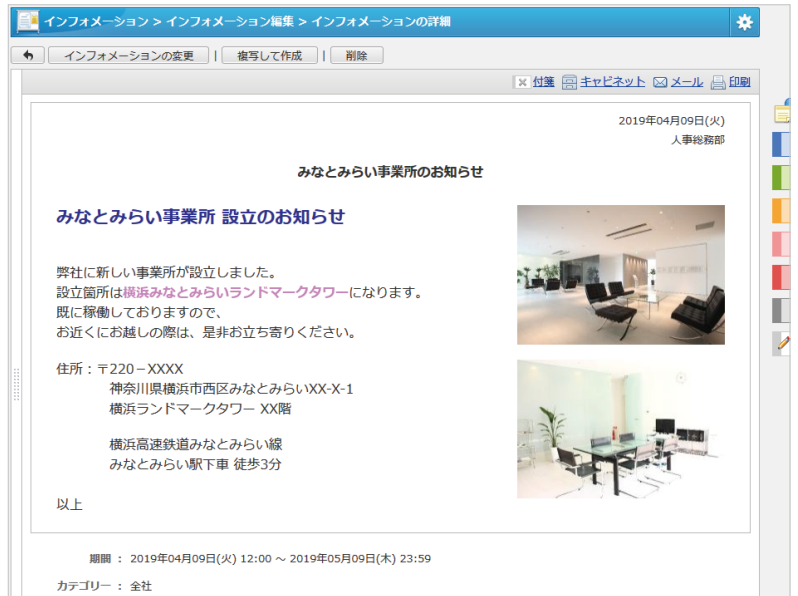 インフォメーション > インフォメーション編集 > インフォメーションの詳細
インフォメーションの変更 | 複写して作成 | 削除
付箋 キャビネット メール 印刷
2019年04月09日(火)
人事総務部
みなとみらい事業所のお知らせ
みなとみらい事業所 設立のお知らせ
弊社に新しい事業所が設立しました。
設立箇所は横浜みなとみらいランドマークタワーになります。
既に稼働しておりますので、
お近くにお越しの際は、是非お立ち寄りください。
住所：〒220－XXXX
神奈川県横浜市西区みなとみらいXX-X-1
横浜ランドマークタワー XX階
横浜高速鉄道みなとみらい線
みなとみらい駅下車 徒歩3分
以上
期間 ： 2019年04月09日(火) 12:00 ～ 2019年05月09日(木) 23:59
カテゴリー ： 全社